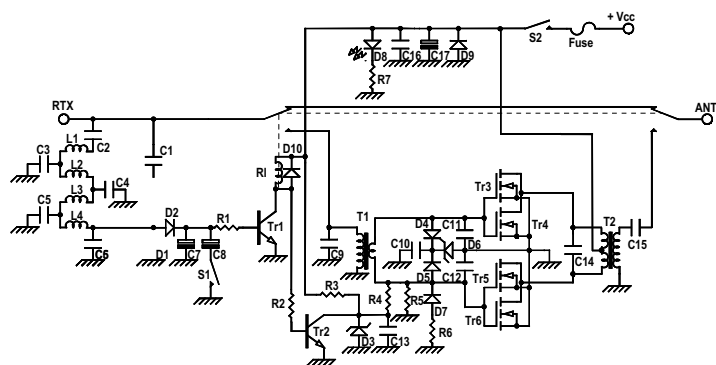 + Vcc
S2
Fuse
D8
C16
C17
D9
R7
RTX
ANT
L1
C2
C3
C1
L2
D10
Rl
C4
L3
C5
L4
Tr3
D2
R1
Tr1
T1
D4
C11
Tr4
T2
C15
C6
D1
C7
C8
C9
C10
D6
C14
S1
D5
C12
Tr5
R2
R3
R4
R5
D7
Tr6
Tr2
D3
C13
R6